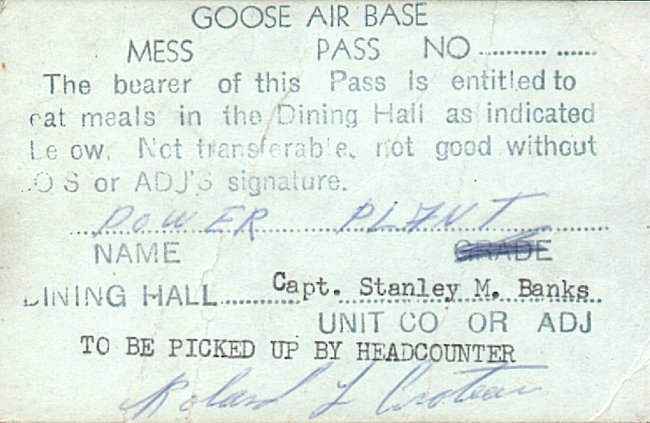 GOOSE AIR BASE
MESS PASS NO ......... ......
The bearer of this Pass is entitled to
eat meals in the Dining Hall as indicated
below. Not transferable, not good without
OS or ADJ'S signature.
POWER PLANT
NAME GRADE
DINING HALL Capt. Stanley M. Banks
UNIT CO OR ADJ
TO BE PICKED UP BY HEADCOUNTER
Roland L Croteau